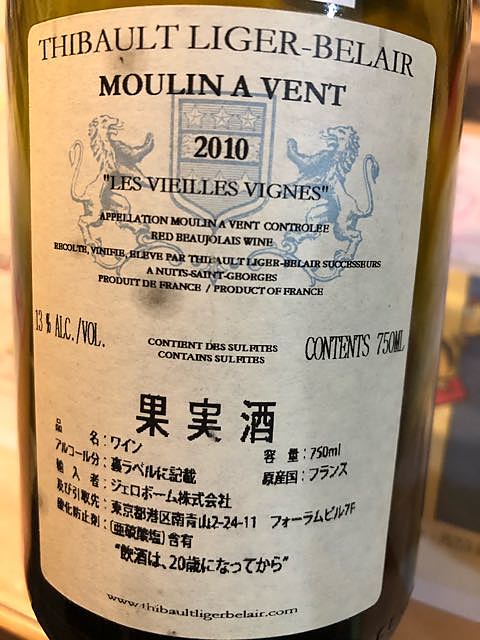 THIBAULT LIGER-BELAIR
MOULIN A VENT
2010
"LES VIEILLES VIGNES"
APPELLATION MOULIN A VENT CONTROLÉE
RED BEAUJOLAIS WINE
RECOLTE, VINIFIE, ELEVE PAR THIBAULT LIGER-BELAIR SUCCESSEURS
A NUITS-SAINT-GEORGES
PRODUIT DE FRANCE / PRODUCT OF FRANCE
13 % ALC./VOL.
CONTIENT DES SULFITES
CONTAINS SULFITES
CONTENTS 750ML
果実酒
品 名：ワイン 容 量：750ml
アルコール分：裏ラベルに記載 原産国：フランス
輸 入 者：ジェロボーム株式会社
及び引取先：東京都港区南青山2-24-11 フォーラムビル7F
酸化防止剤：(亜硫酸塩)含有
"飲酒は、20歳になってから"
www.thibaultligerbelair.com